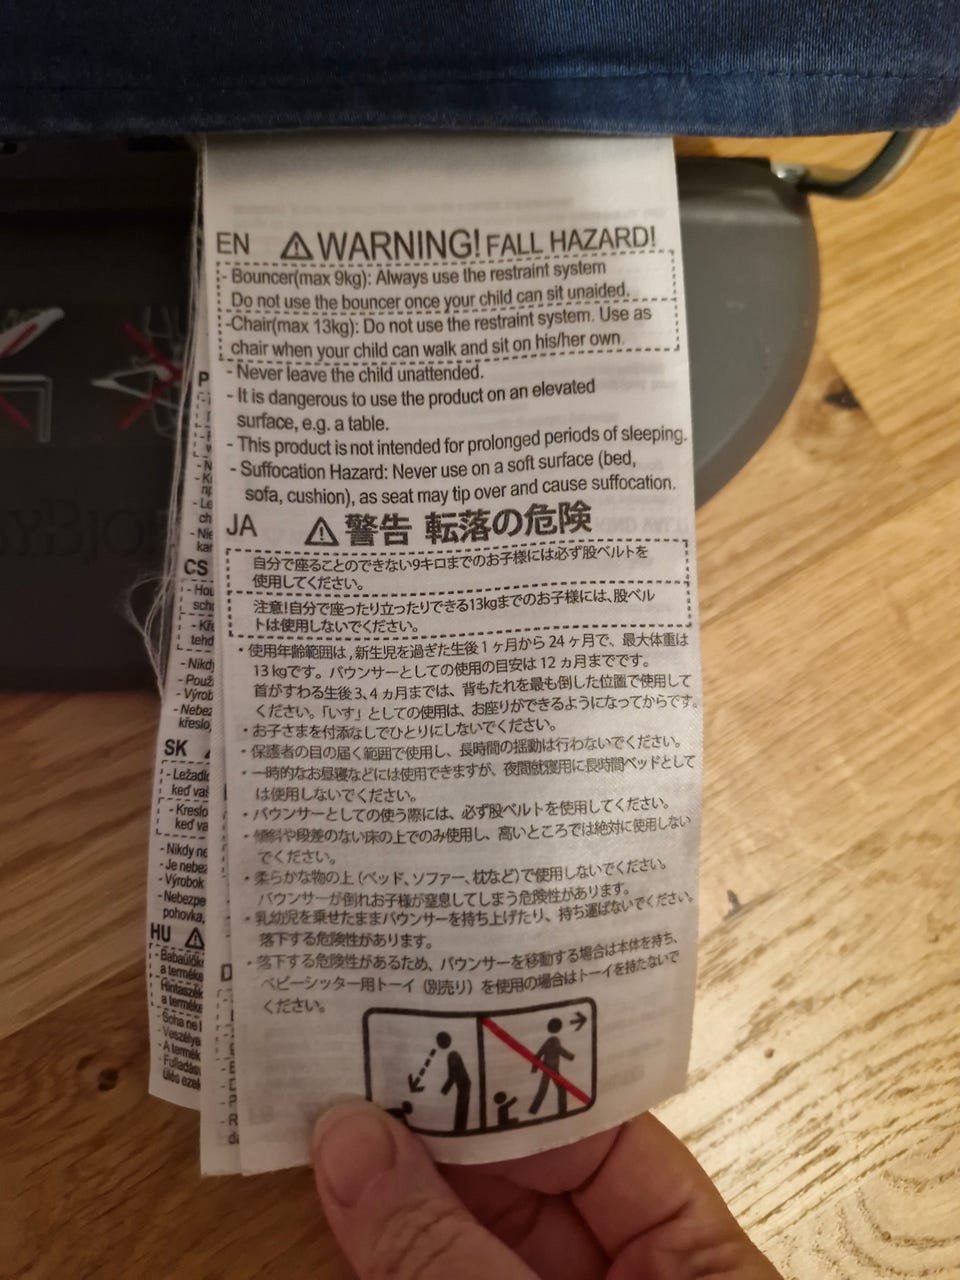 EN ⚠ WARNING! FALL HAZARD!
- Bouncer(max 9kg): Always use the restraint system
Do not use the bouncer once your child can sit unaided.
-Chair(max 13kg): Do not use the restraint system. Use as
chair when your child can walk and sit on his/her own.
- Never leave the child unattended.
- It is dangerous to use the product on an elevated
surface, e.g. a table.
- This product is not intended for prolonged periods of sleeping.
- Suffocation Hazard: Never use on a soft surface (bed,
sofa, cushion), as seat may tip over and cause suffocation.
JA ⚠ 警告 転落の危険
自分で座ることのできない9キロまでのお子様には必ず股ベルトを
使用してください。
注意!自分で座ったり立ったりできる13kgまでのお子様には、股ベル
トは使用しないでください。
・使用年齢範囲は、新生児を過ぎた生後1ヶ月から24ヶ月で、最大体重は
13kgです。バウンサーとしての使用の目安は12ヵ月までです。
首がすわる生後3、4ヵ月までは、背もたれを最も倒した位置で使用して
ください。「いす」としての使用は、お座りができるようになってからです。
・お子さまを付添なしでひとりにしないでください。
・保護者の目の届く範囲で使用し、長時間の揺動は行わないでください。
・一時的なお昼寝などには使用できますが、夜間就寝用に長時間ベッドとして
は使用しないでください。
・バウンサーとしての使う際には、必ず股ベルトを使用してください。
・傾斜や段差のない床の上でのみ使用し、高いところでは絶対に使用しない
でください。
・柔らかな物の上（ベッド、ソファー、枕など)で使用しないでください。
バウンサーが倒れお子様が窒息してしまう危険性があります。
・乳幼児を乗せたままバウンサーを持ち上げたり、持ち運ばないでください。
落下する危険性があります。
・落下する危険性があるため、バウンサーを移動する場合は本体を持ち、
ベビーシッター用トーイ（別売り）を使用の場合はトーイを持たないで
ください。
CS
- Nikdy
- Výrob
křeslo
SK
- Ležadlo
keď vaš
- Kreslo
keď va
- Nikdy ne
- Je nebez
- Výrobok
- Nebezpe
pohovka,
HU ⚠
- Babaülők
a terméke
Hintaszék
a terméke
- Soha ne
- Veszélye
- A termék
- Fulladás
ülés ezek